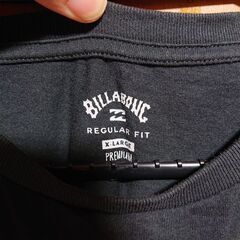 BILLABONG
REGULAR FIT
X-LARGE
PREMIUM